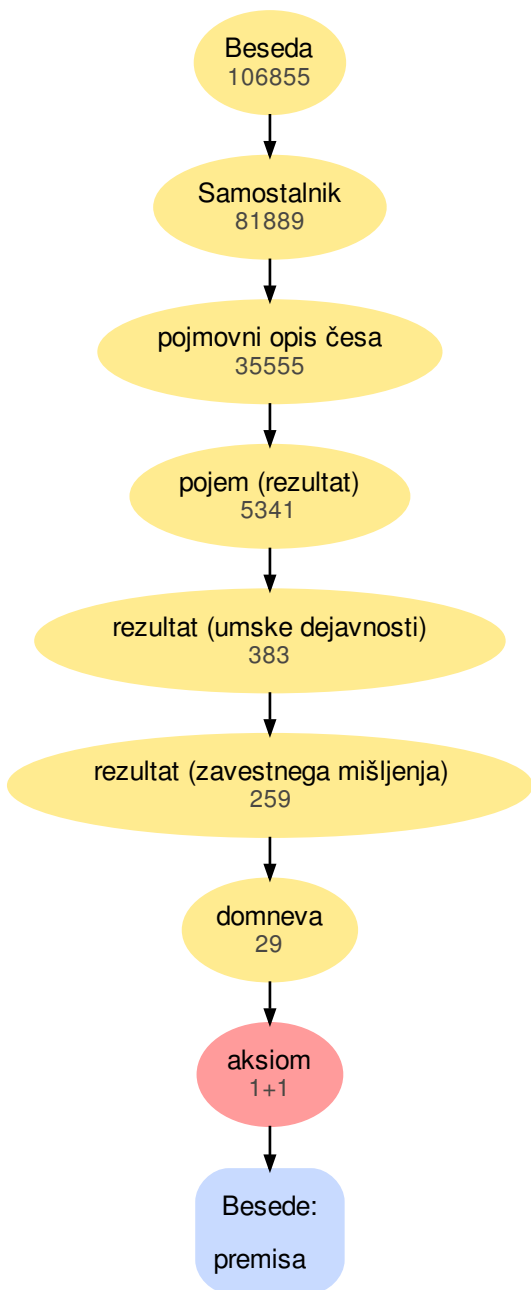 Beseda
106855
Samostalnik
81889
pojmovni opis česa
35555
pojem (rezultat)
5341
rezultat (umske dejavnosti)
383
rezultat (zavestnega mišljenja)
259
domneva
29
aksiom
1+1
Besede:
premisa